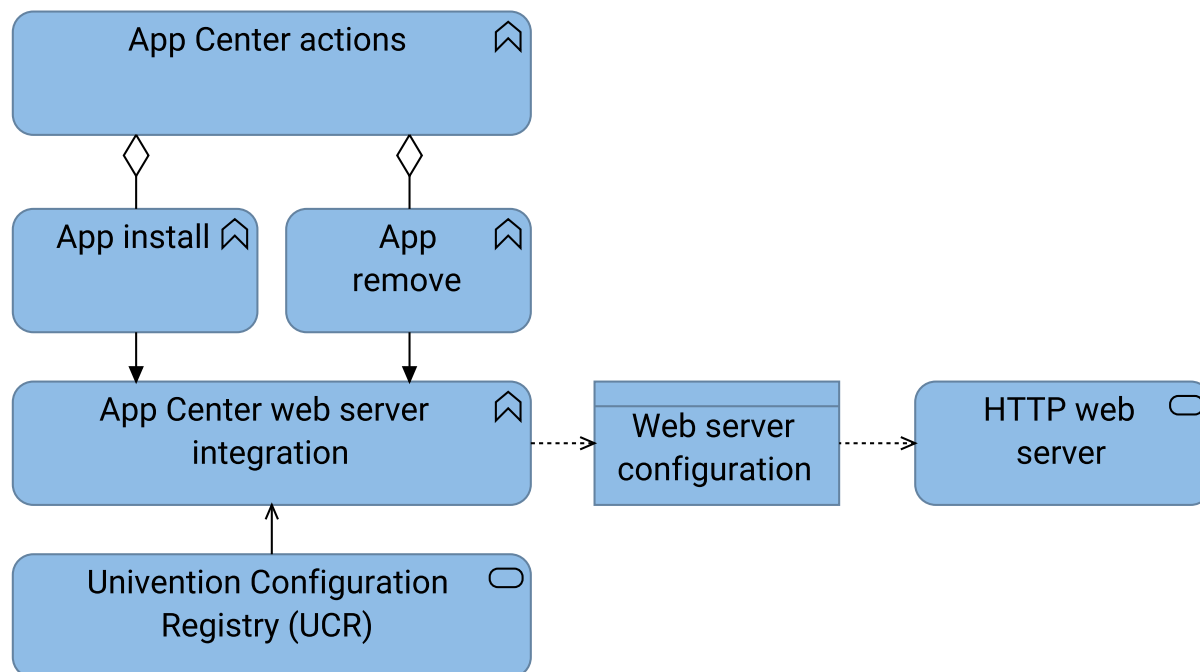 App Center actions
App install
App
remove
App Center web server
integration
Web server
configuration
HTTP web
server
Univention Configuration
Registry (UCR)